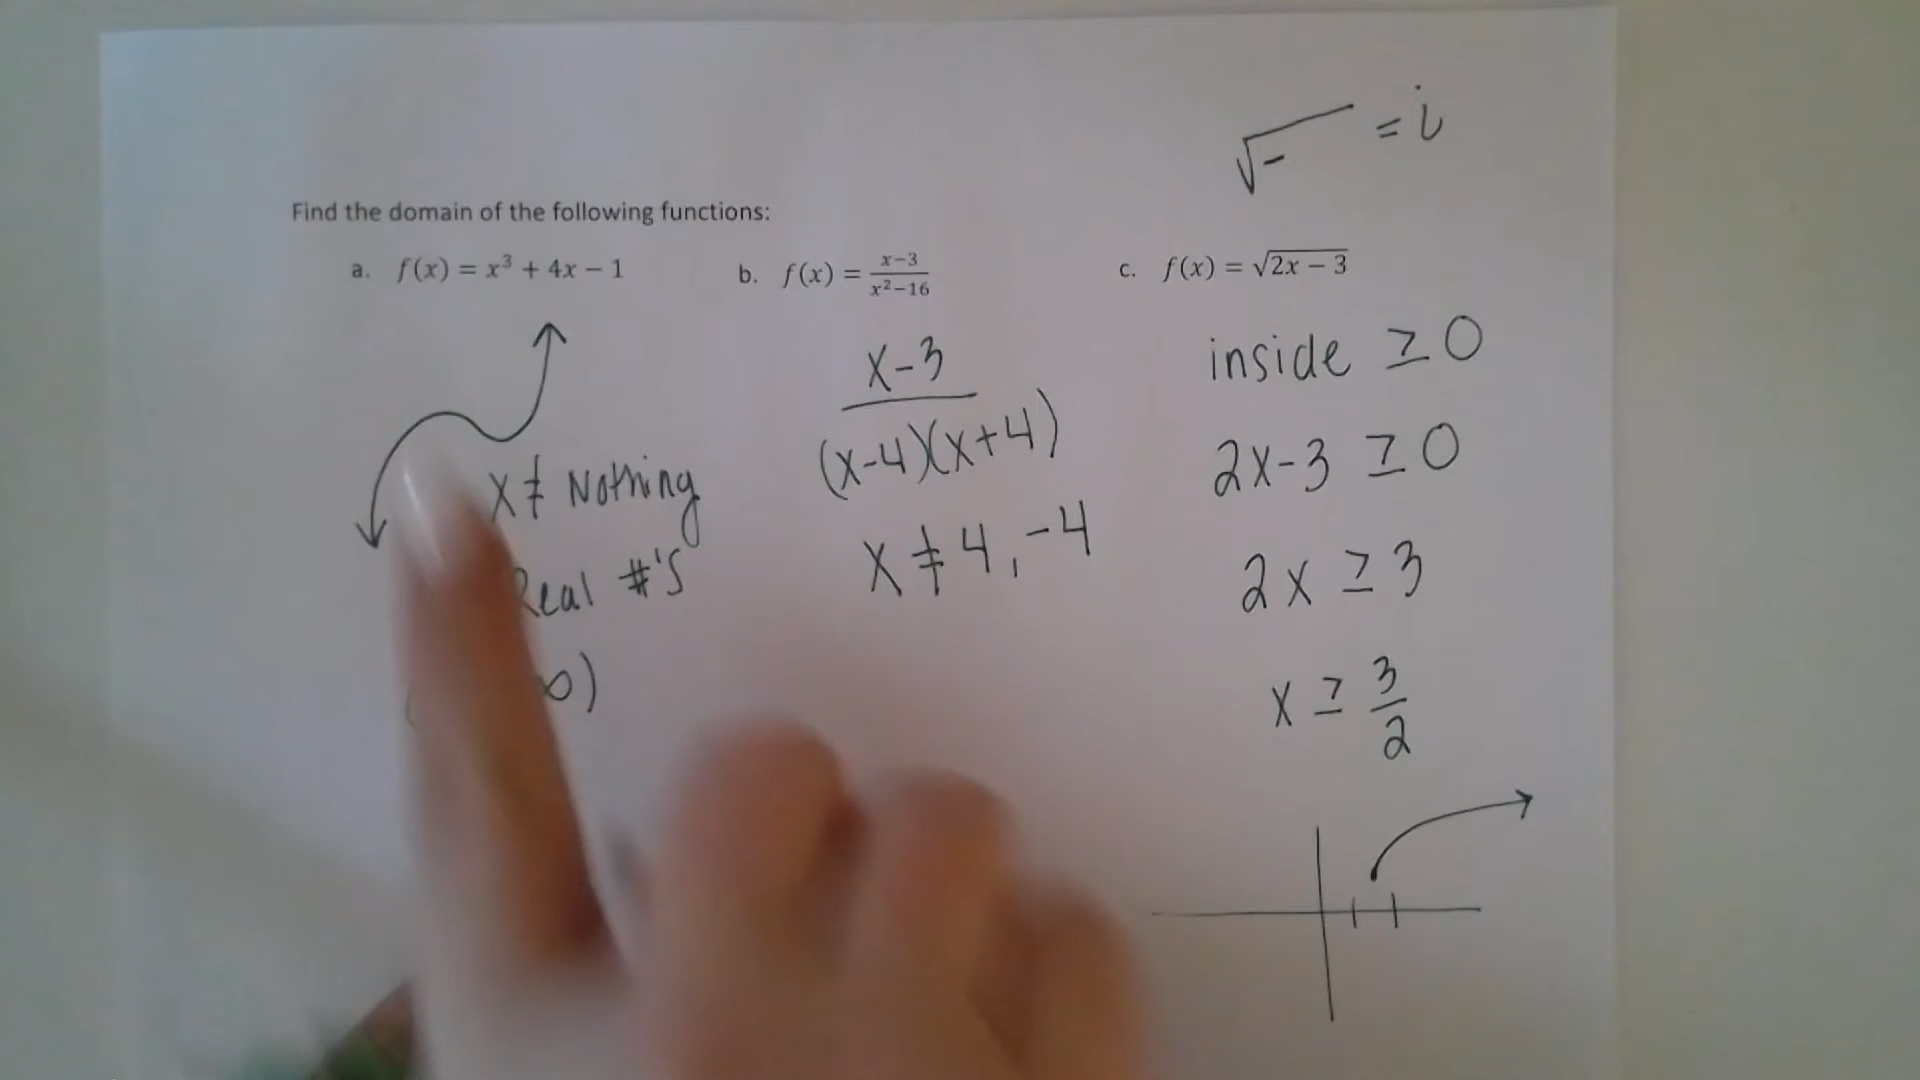 √- = i
Find the domain of the following functions:
a. f(x) = x³ + 4x − 1
b. f(x) = (x−3)/(x²−16)
c. f(x) = √(2x − 3)
x ≠ Nothing
Real #'s
∞)
x-3
(x-4)(x+4)
x ≠ 4, -4
inside ≥ 0
2x-3 ≥ 0
2x ≥ 3
x ≥ 3/2